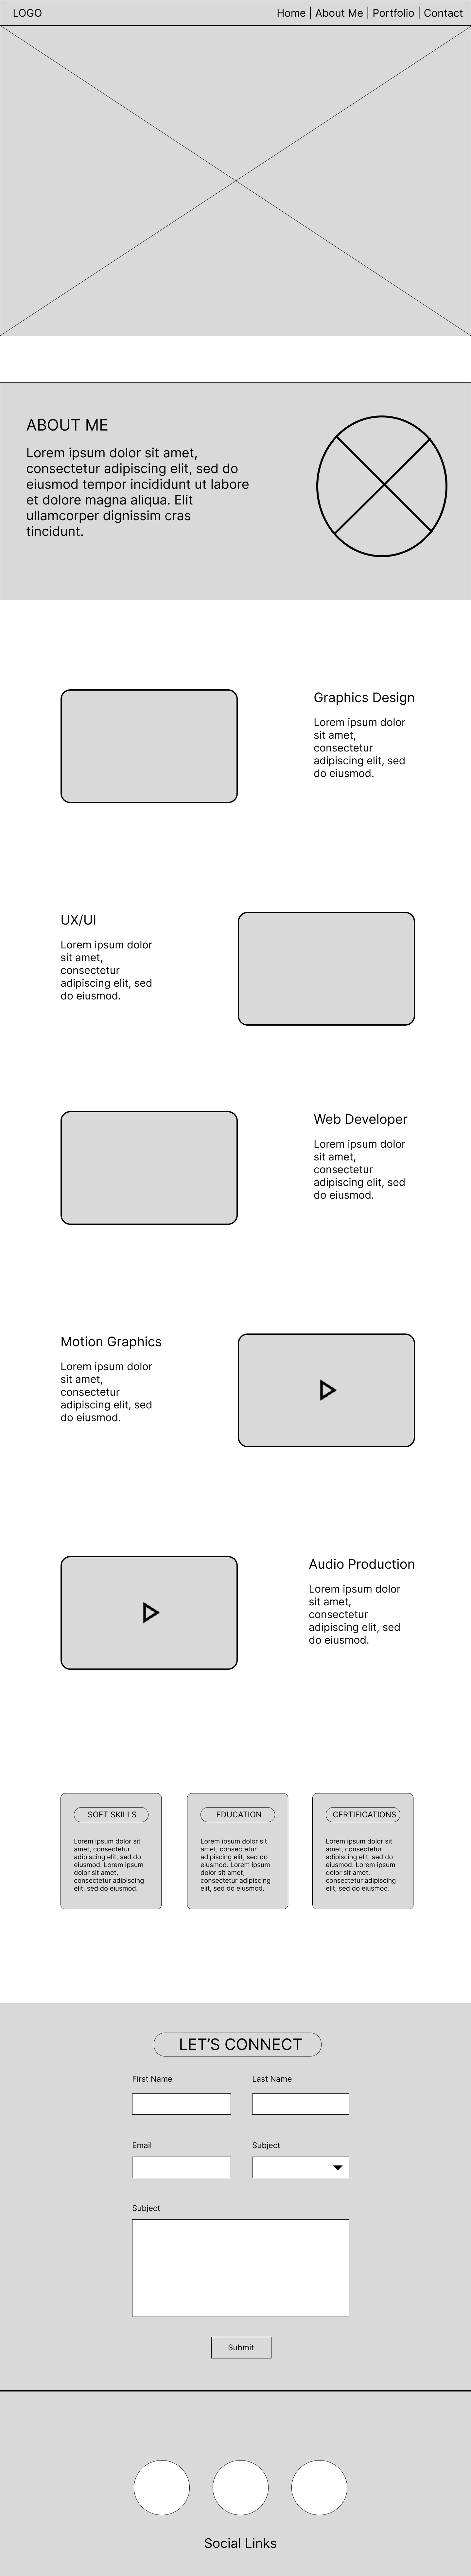 LOGO
Home | About Me | Portfolio | Contact
ABOUT ME
Lorem ipsum dolor sit amet,
consectetur adipiscing elit, sed do
eiusmod tempor incididunt ut labore
et dolore magna aliqua. Elit
ullamcorper dignissim cras
tincidunt.
Graphics Design
Lorem ipsum dolor
sit amet,
consectetur
adipiscing elit, sed
do eiusmod.
UX/UI
Lorem ipsum dolor
sit amet,
consectetur
adipiscing elit, sed
do eiusmod.
Web Developer
Lorem ipsum dolor
sit amet,
consectetur
adipiscing elit, sed
do eiusmod.
Motion Graphics
Lorem ipsum dolor
sit amet,
consectetur
adipiscing elit, sed
do eiusmod.
Audio Production
Lorem ipsum dolor
sit amet,
consectetur
adipiscing elit, sed
do eiusmod.
SOFT SKILLS
Lorem ipsum dolor sit
amet, consectetur
adipiscing elit, sed do
eiusmod. Lorem ipsum
dolor sit amet,
consectetur adipiscing
elit, sed do eiusmod.
EDUCATION
Lorem ipsum dolor sit
amet, consectetur
adipiscing elit, sed do
eiusmod. Lorem ipsum
dolor sit amet,
consectetur adipiscing
elit, sed do eiusmod.
CERTIFICATIONS
Lorem ipsum dolor sit
amet, consectetur
adipiscing elit, sed do
eiusmod. Lorem ipsum
dolor sit amet,
consectetur adipiscing
elit, sed do eiusmod.
LET'S CONNECT
First Name
Last Name
Email
Subject
Subject
Submit
Social Links